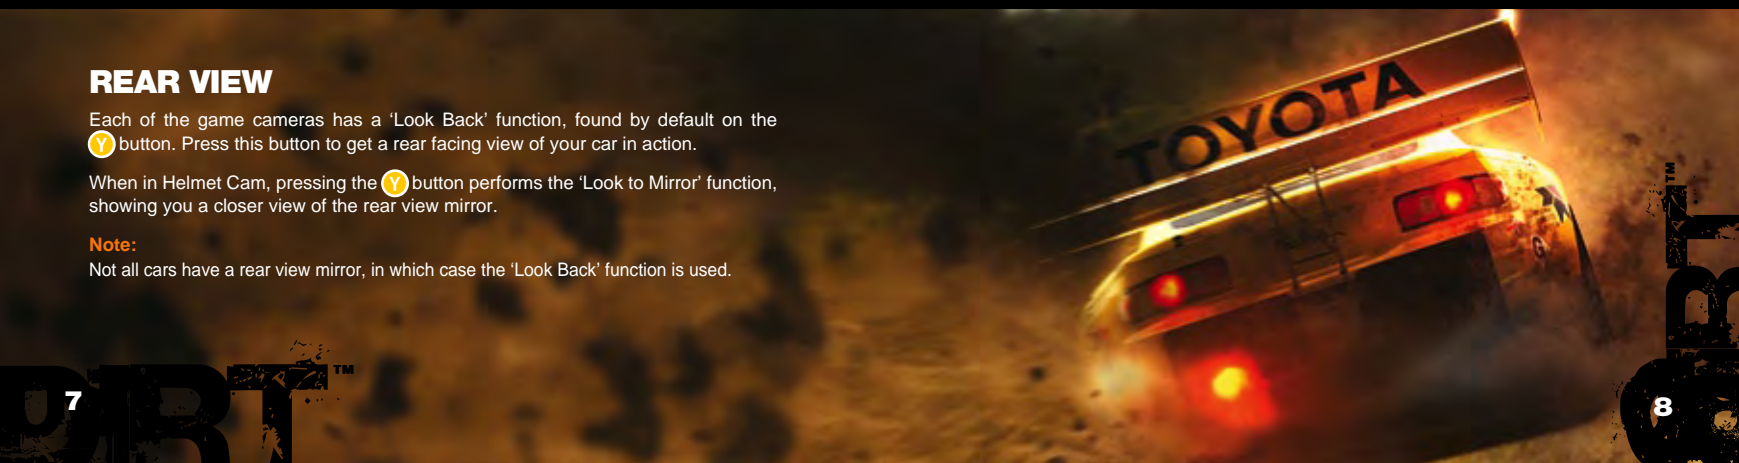 REAR VIEW
Each of the game cameras has a ‘Look Back’ function, found by default on the
Y button. Press this button to get a rear facing view of your car in action.
When in Helmet Cam, pressing the Y button performs the ‘Look to Mirror’ function,
showing you a closer view of the rear view mirror.
Note:
Not all cars have a rear view mirror, in which case the ‘Look Back’ function is used.
DIRT™
7
TOYOTA
DIRT™
8